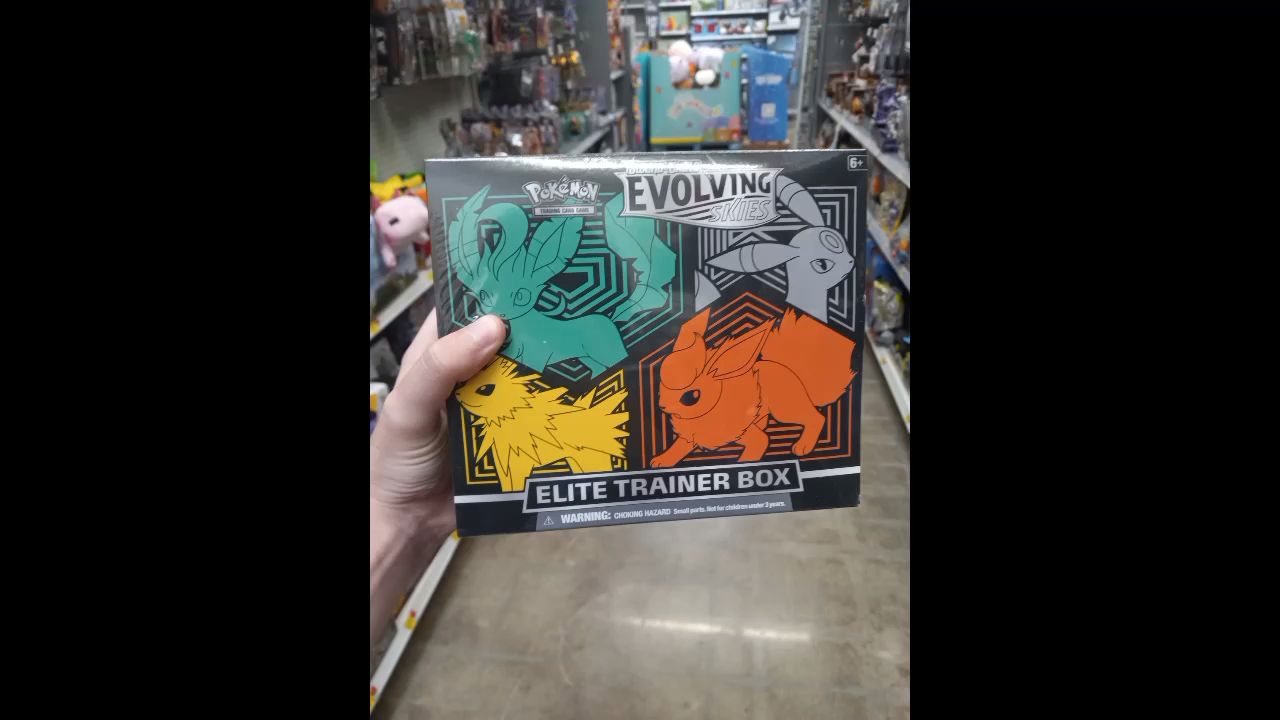 6+
Pokémon
TRADING CARD GAME
EVOLVING
SKIES
ELITE TRAINER BOX
WARNING: CHOKING HAZARD Small parts. Not for children under 3 years.